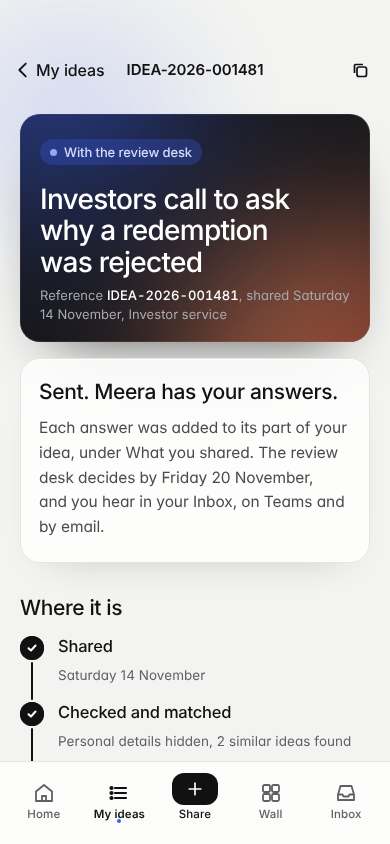 My ideas
IDEA-2026-001481
With the review desk
Investors call to ask
why a redemption
was rejected
Reference IDEA-2026-001481, shared Saturday
14 November, Investor service
Sent. Meera has your answers.
Each answer was added to its part of your
idea, under What you shared. The review
desk decides by Friday 20 November,
and you hear in your Inbox, on Teams and
by email.
Where it is
Shared
Saturday 14 November
Checked and matched
Personal details hidden, 2 similar ideas found
Home
My ideas
Share
Wall
Inbox